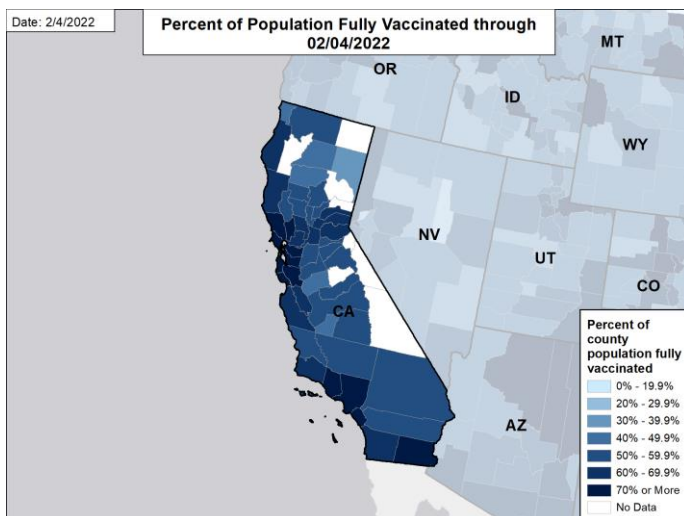 Date: 2/4/2022
Percent of Population Fully Vaccinated through
02/04/2022
MT
OR
ID
WY
NV
UT
CO
CA
AZ
Percent of
county
population fully
vaccinated
0% - 19.9%
20% - 29.9%
30% - 39.9%
40% - 49.9%
50% - 59.9%
60% - 69.9%
70% or More
No Data